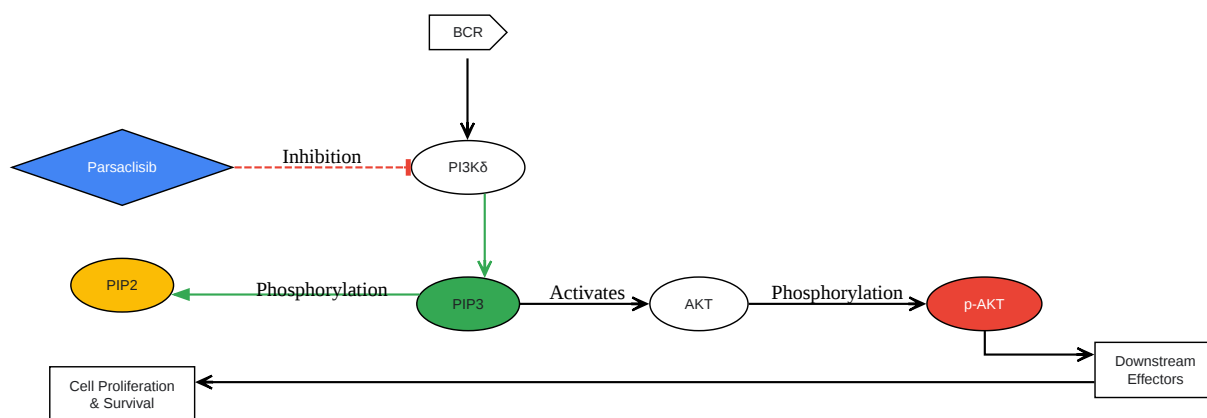 BCR
Parsaclisib
Inhibition
PI3Kδ
PIP2
Phosphorylation
PIP3
Activates
AKT
Phosphorylation
p-AKT
Downstream
Effectors
Cell Proliferation
& Survival